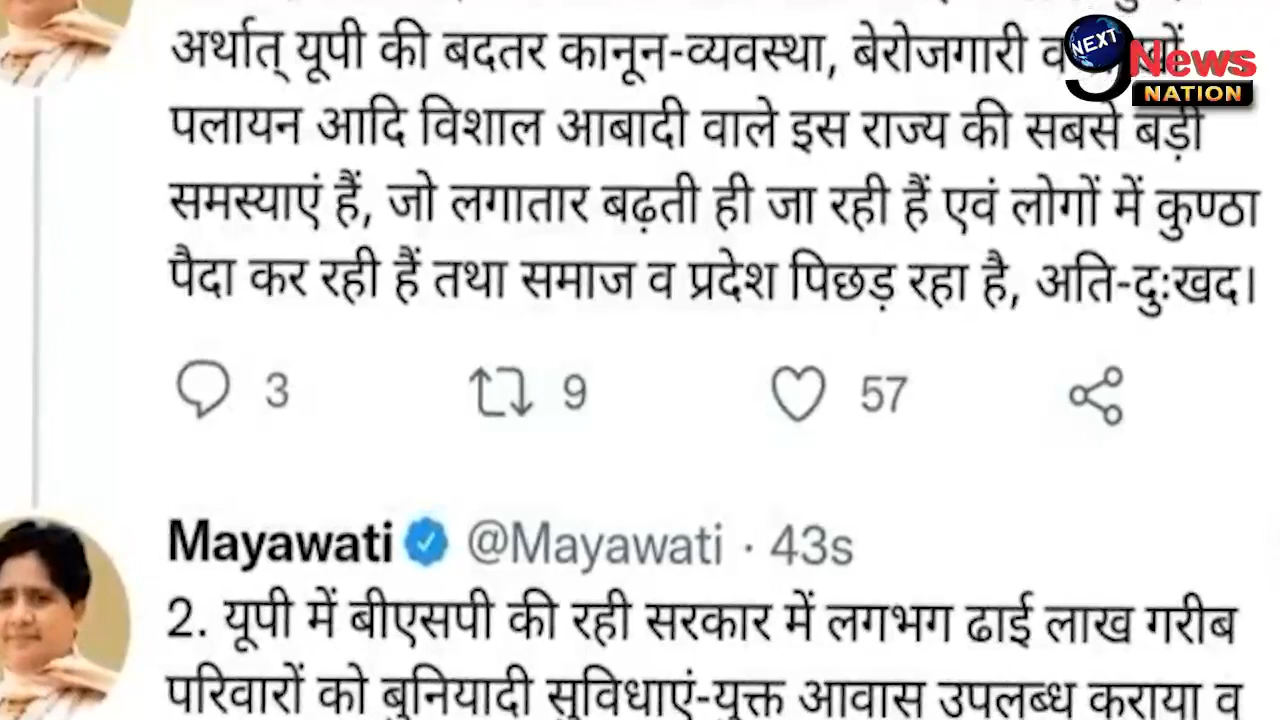 अर्थात् यूपी की बदतर कानून-व्यवस्था, बेरोजगारी व
NEXT
9 News
NATION
पलायन आदि विशाल आबादी वाले इस राज्य की सबसे बड़ी
समस्याएं हैं, जो लगातार बढ़ती ही जा रही हैं एवं लोगों में कुण्ठा
पैदा कर रही हैं तथा समाज व प्रदेश पिछड़ रहा है, अति-दुःखद।
3 9 57
Mayawati @Mayawati · 43s
2. यूपी में बीएसपी की रही सरकार में लगभग ढाई लाख गरीब
परिवारों को बुनियादी सुविधाएं-युक्त आवास उपलब्ध कराया व